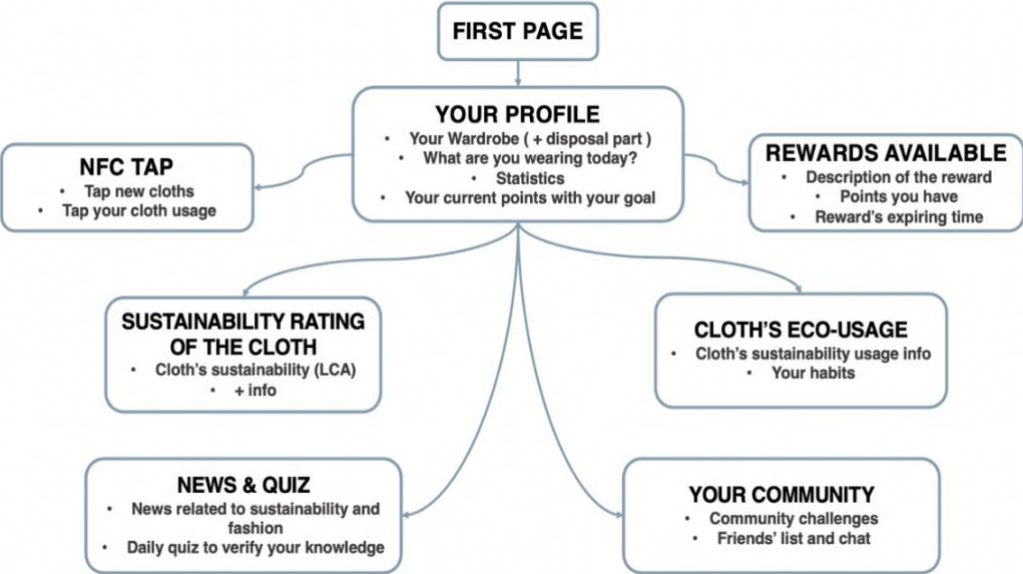 FIRST PAGE
YOUR PROFILE
• Your Wardrobe ( + disposal part )
• What are you wearing today?
• Statistics
• Your current points with your goal
NFC TAP
• Tap new cloths
• Tap your cloth usage
REWARDS AVAILABLE
• Description of the reward
• Points you have
• Reward's expiring time
SUSTAINABILITY RATING
OF THE CLOTH
• Cloth's sustainability (LCA)
• + info
CLOTH'S ECO-USAGE
• Cloth's sustainability usage info
• Your habits
NEWS & QUIZ
• News related to sustainability and
fashion
• Daily quiz to verify your knowledge
YOUR COMMUNITY
• Community challenges
• Friends' list and chat